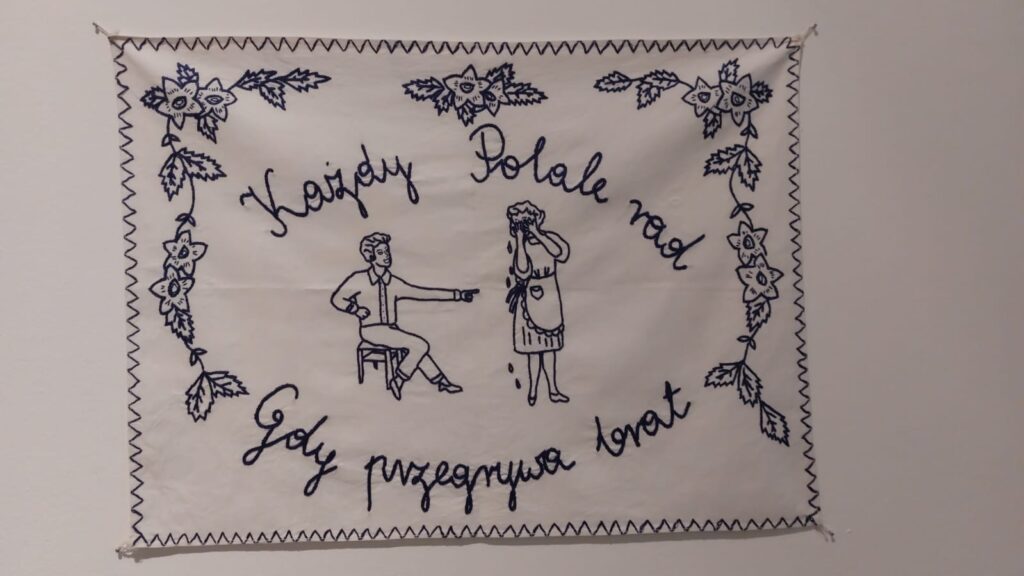 Każdy Polak rad
Gdy przegrywa brat